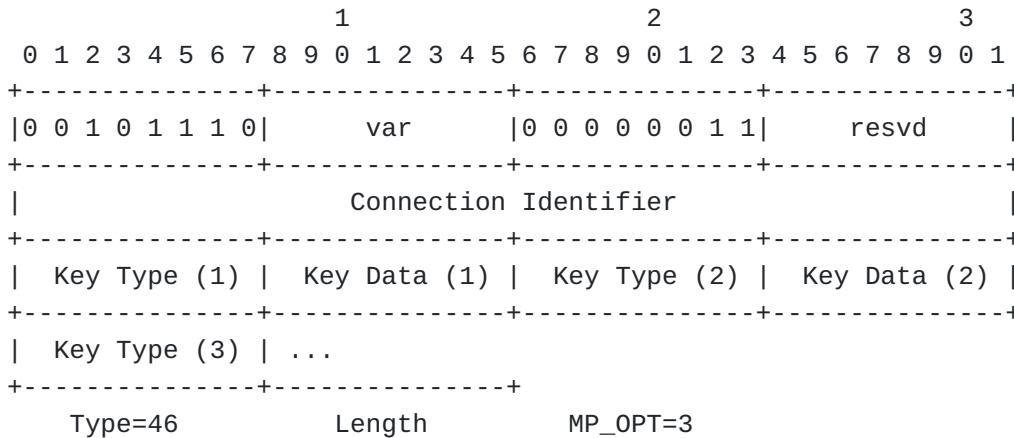 1                   2                   3
 0 1 2 3 4 5 6 7 8 9 0 1 2 3 4 5 6 7 8 9 0 1 2 3 4 5 6 7 8 9 0 1
+---------------+---------------+---------------+---------------+
|0 0 1 0 1 1 1 0|      var      |0 0 0 0 0 0 1 1|     resvd     |
+---------------+---------------+---------------+---------------+
|                     Connection Identifier                     |
+---------------+---------------+---------------+---------------+
|  Key Type (1) |  Key Data (1) |  Key Type (2) |  Key Data (2) |
+---------------+---------------+---------------+---------------+
|  Key Type (3) | ...
+---------------+---------------+
    Type=46          Length         MP_OPT=3